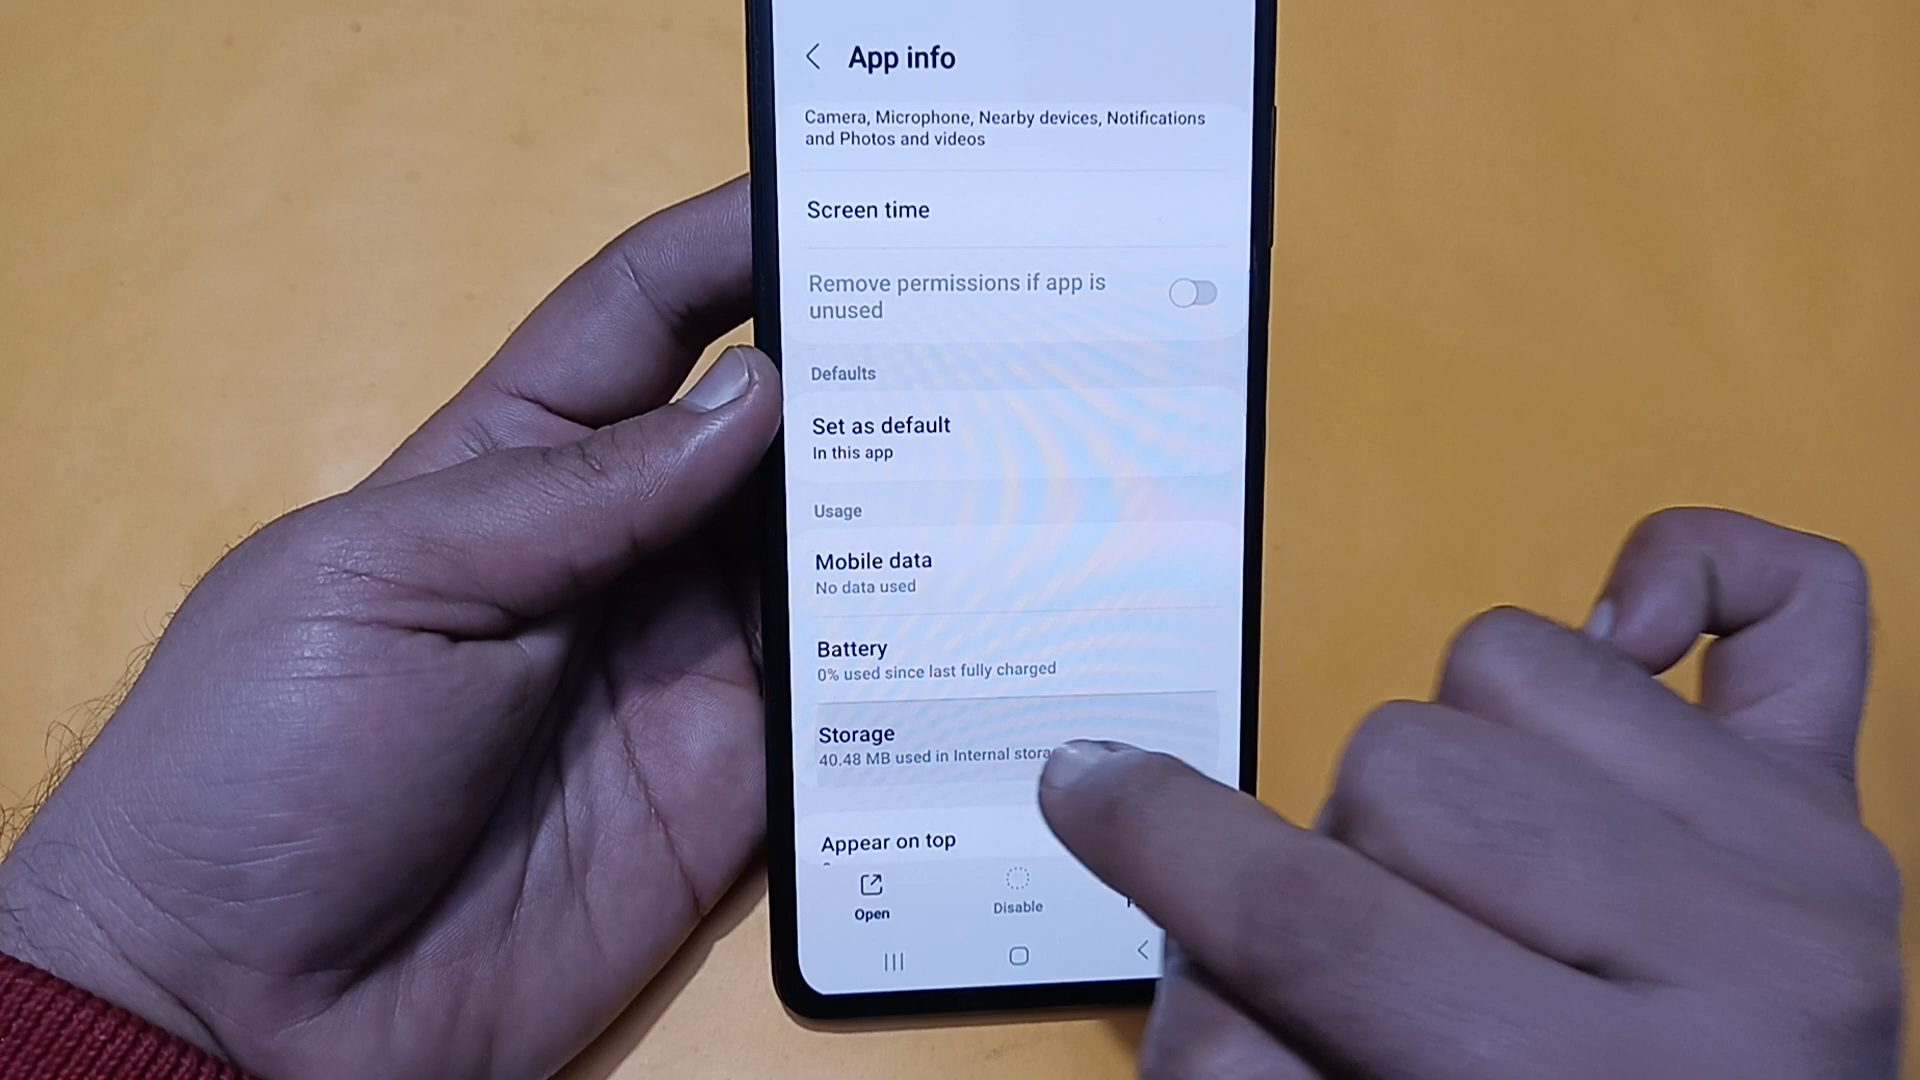 App info
Camera, Microphone, Nearby devices, Notifications
and Photos and videos
Screen time
Remove permissions if app is
unused
Defaults
Set as default
In this app
Usage
Mobile data
No data used
Battery
0% used since last fully charged
Storage
40.48 MB used in Internal
Appear on top
Open
Disable